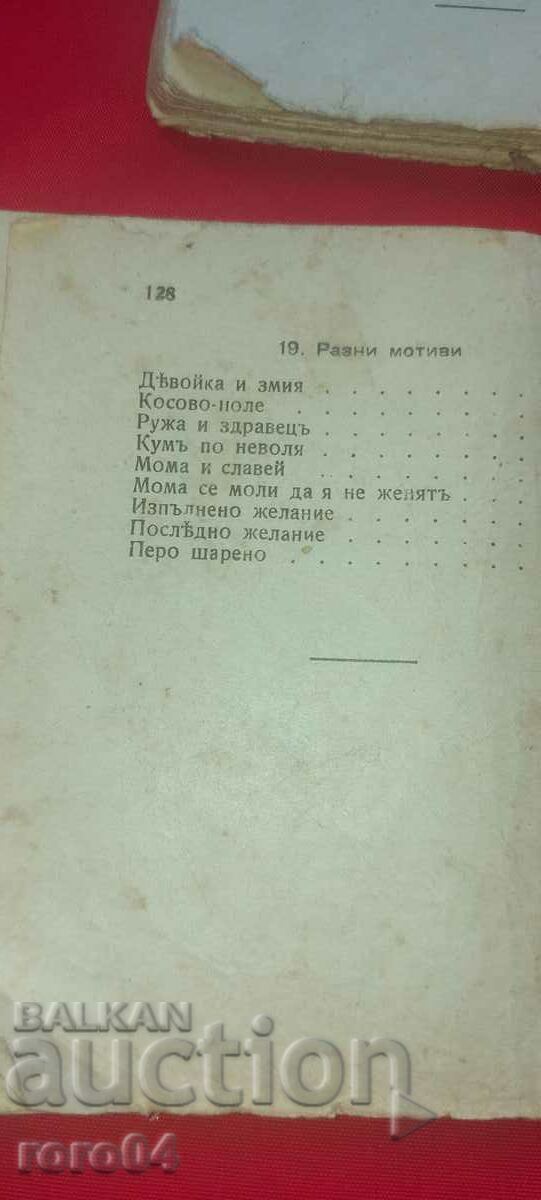 128
19. Разни мотиви
Дѣвойка и змия . . . . . . .
Косово-поле . . . . . . .
Ружа и здравецъ . . . . . . .
Кумъ по неволя . . . . . . .
Мома и славей . . . . . . .
Мома се моли да я не женятъ . . . .
Изпълнено желание . . . . . .
Последно желание . . . . . .
Перо шарено . . . . . . . .
BALKAN
auction
roro04